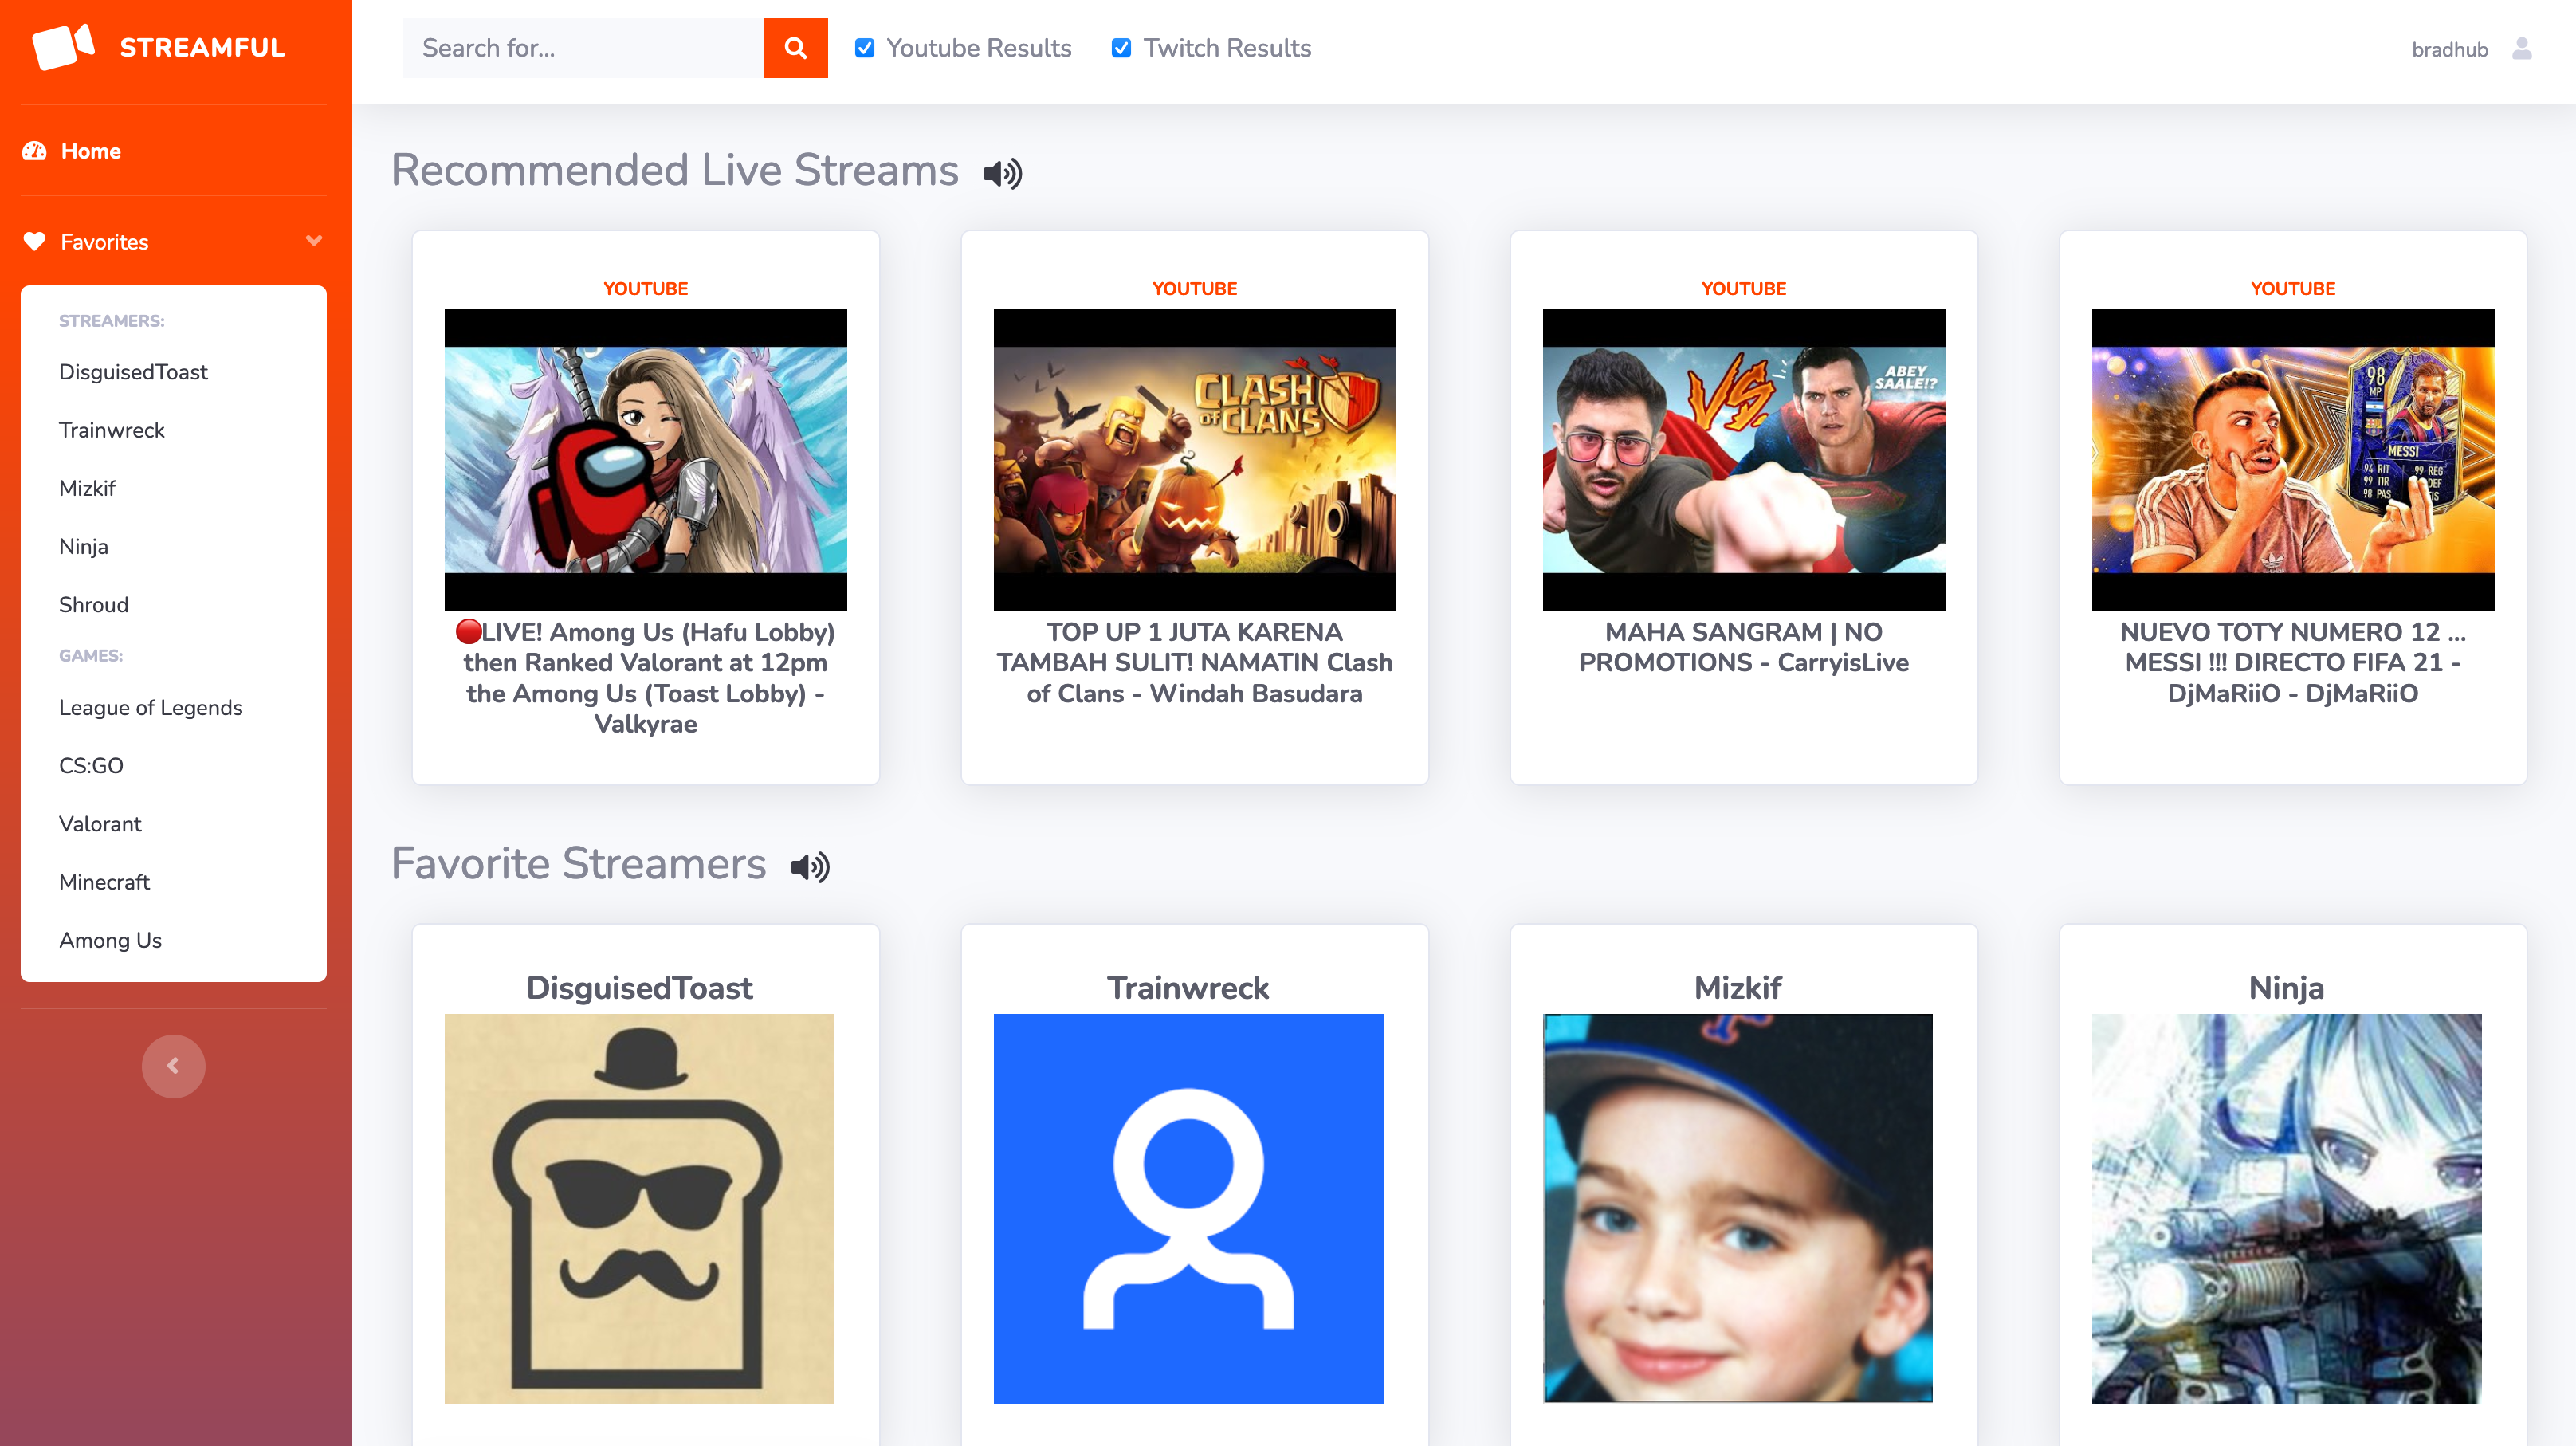 STREAMFUL
Search for...
Youtube Results
Twitch Results
bradhub
Home
Favorites
STREAMERS:
DisguisedToast
Trainwreck
Mizkif
Ninja
Shroud
GAMES:
League of Legends
CS:GO
Valorant
Minecraft
Among Us
Recommended Live Streams
YOUTUBE
🔴LIVE! Among Us (Hafu Lobby)
then Ranked Valorant at 12pm
the Among Us (Toast Lobby) -
Valkyrae
YOUTUBE
CLASH
OF CLANS
TOP UP 1 JUTA KARENA
TAMBAH SULIT! NAMATIN Clash
of Clans - Windah Basudara
YOUTUBE
VS
ABEY
SAALE!?
MAHA SANGRAM | NO
PROMOTIONS - CarryisLive
YOUTUBE
98
MP
MESSI
94 RIT 99 REG
99 TIR DEF
98 PAS
NUEVO TOTY NUMERO 12 ...
MESSI !!! DIRECTO FIFA 21 -
DjMaRiiO - DjMaRiiO
Favorite Streamers
DisguisedToast
Trainwreck
Mizkif
Ninja